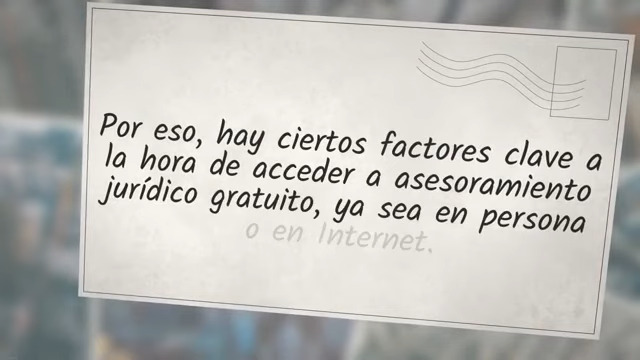 Por eso, hay ciertos factores clave a
la hora de acceder a asesoramiento
jurídico gratuito, ya sea en persona
o en Internet.